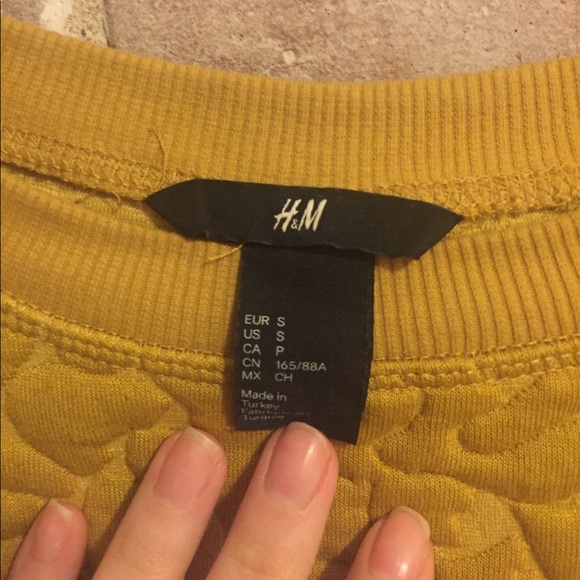 H&M
EUR S
US S
CA P
CN 165/88A
MX CH
Made in
Turkey